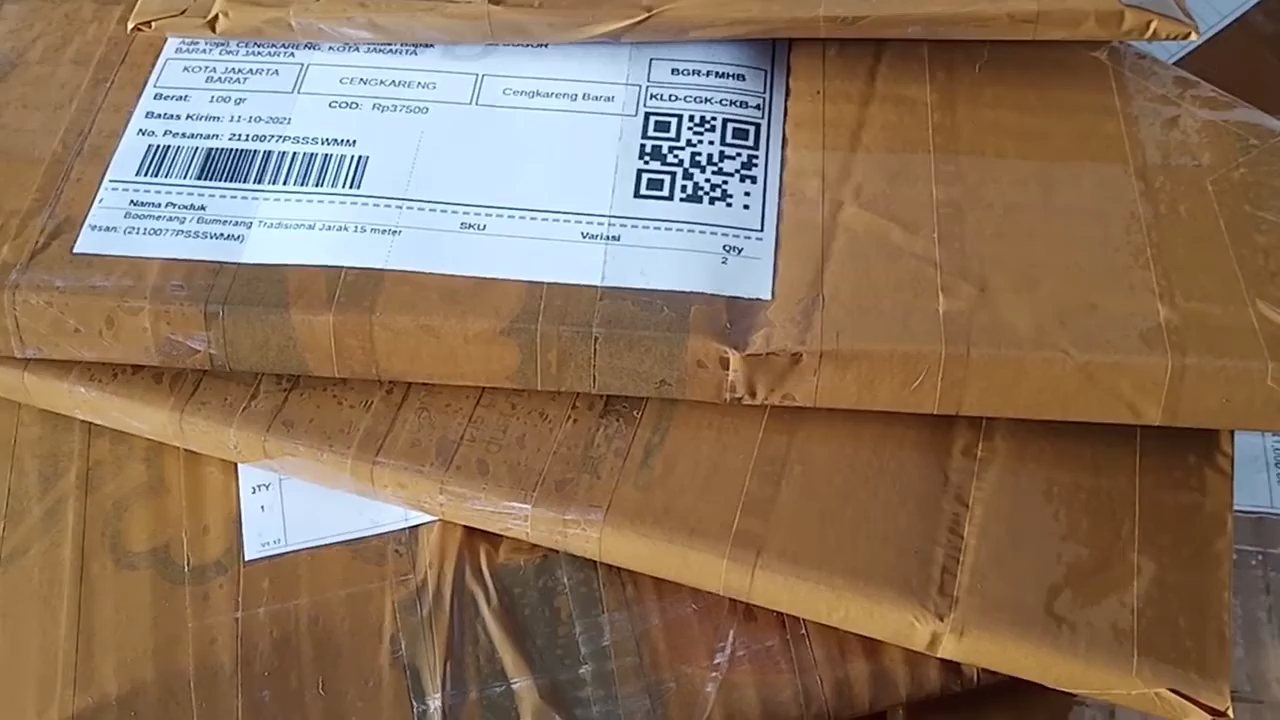 Ade Yopi), CENGKARENG, KOTA JAKARTA
BARAT, DKI JAKARTA
KOTA JAKARTA
BARAT
CENGKARENG
Cengkareng Barat
BGR-FMHB
KLD-CGK-CKB-4
Berat: 100 gr
COD: Rp37500
Batas Kirim: 11-10-2021
No. Pesanan: 2110077PSSSWMM
Nama Produk SKU Variasi Qty
Boomerang / Bumerang Tradisional Jarak 15 meter 2
esan: (2110077PSSSWMM)
QTY
1